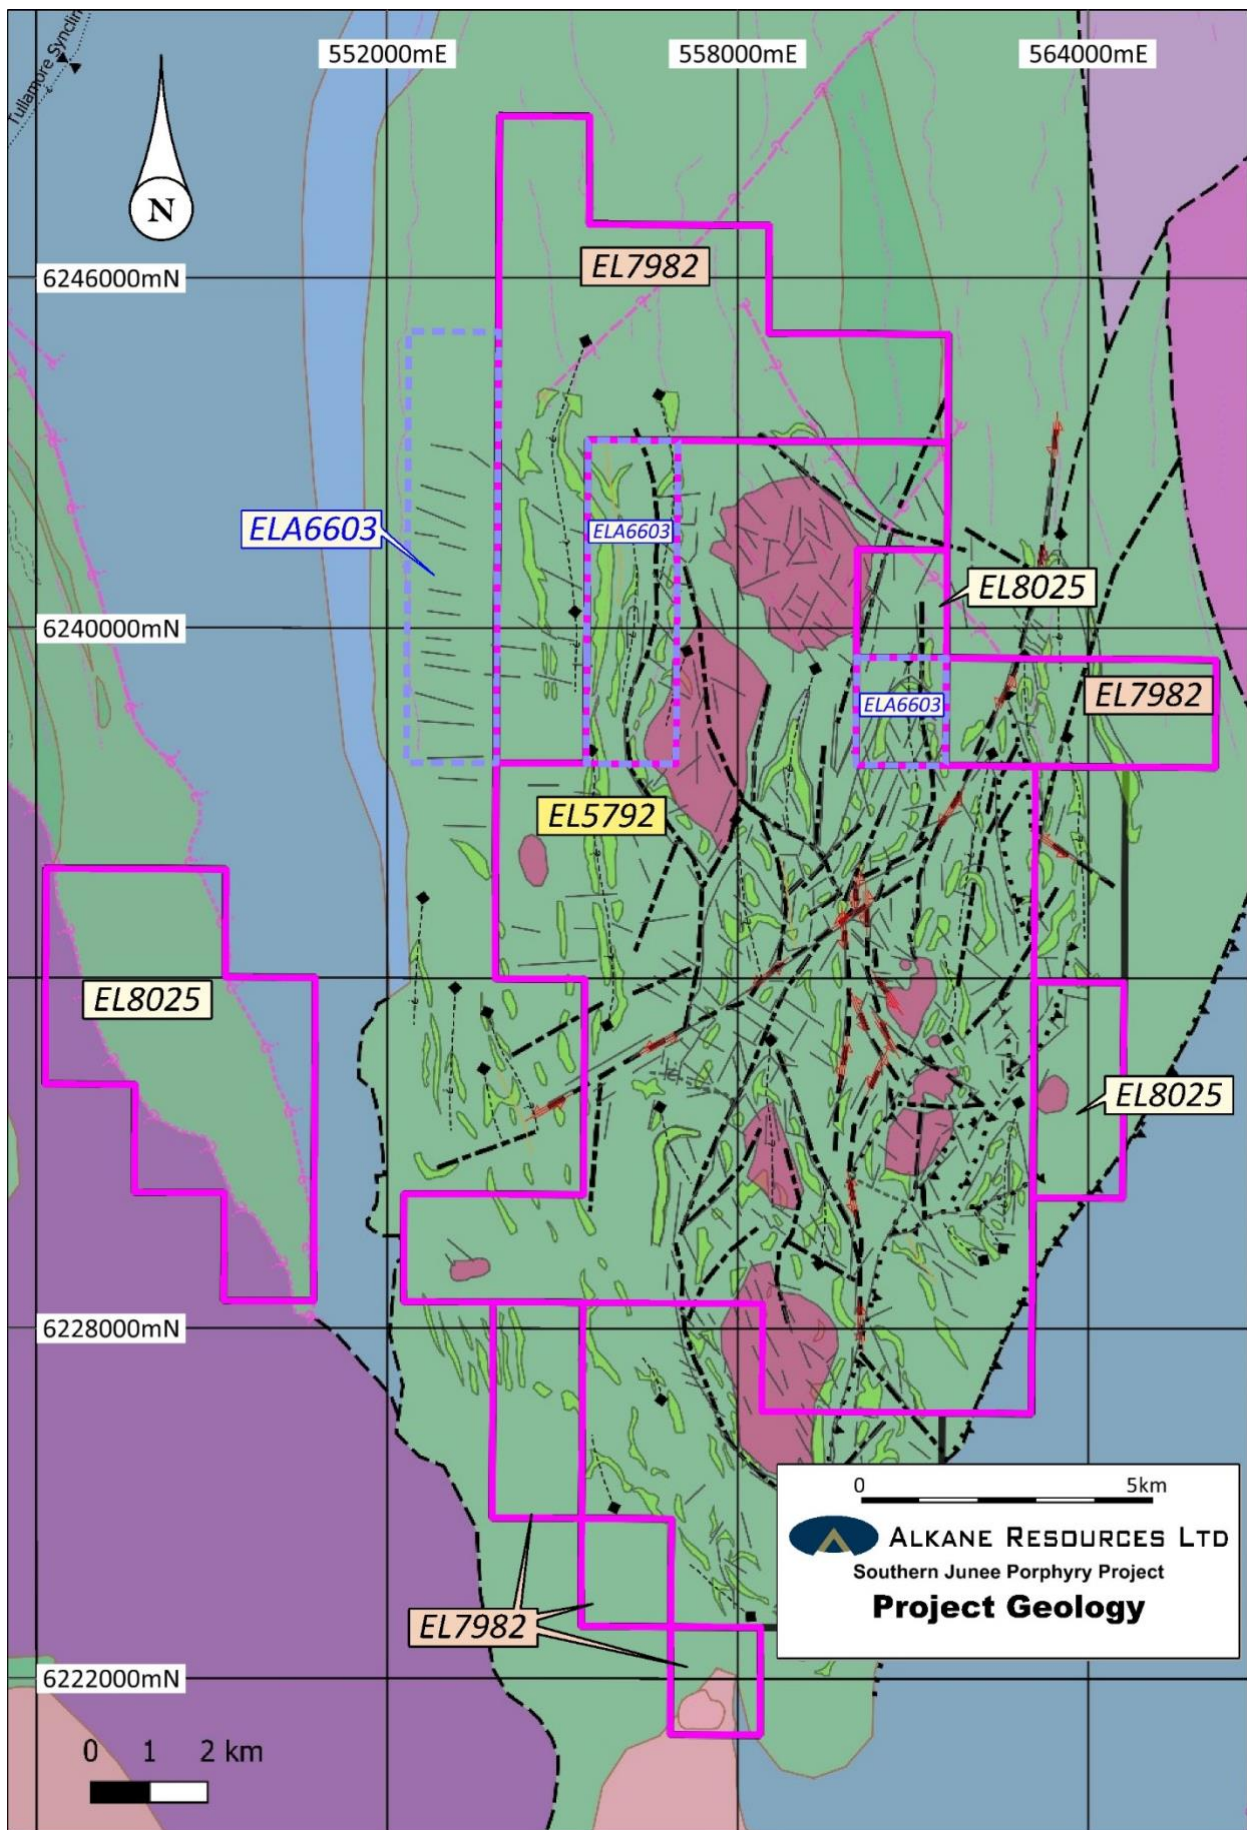 Tullamore Synclin
552000mE
558000mE
564000mE
N
6246000mN
EL7982
ELA6603
ELA6603
EL8025
6240000mN
ELA6603
EL7982
EL5792
EL8025
EL8025
6228000mN
0 5km
ALKANE RESOURCES LTD
Southern Junee Porphyry Project
Project Geology
EL7982
6222000mN
0 1 2 km